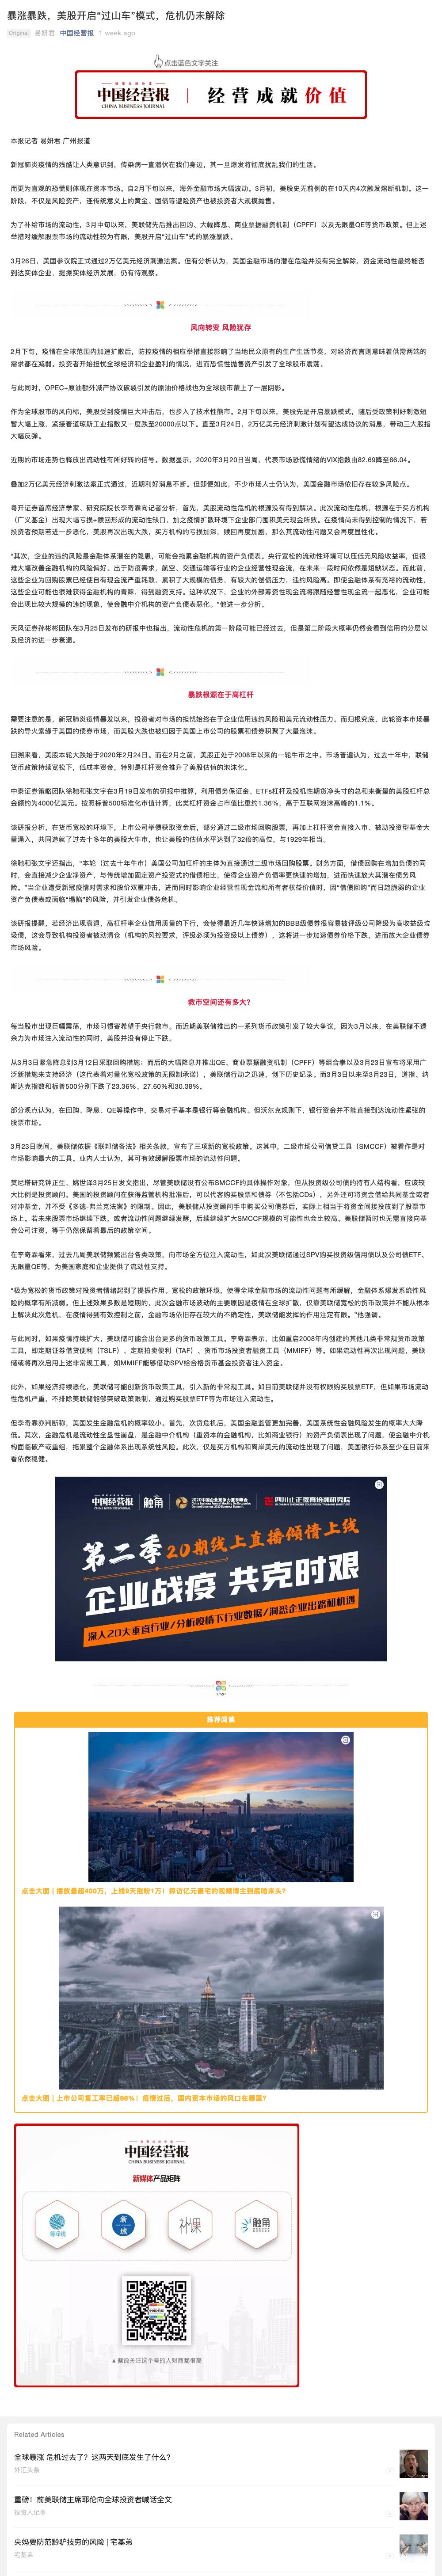 暴涨暴跌，美股开启“过山车”模式，危机仍未解除
Original 易妍君 中国经营报 1 week ago
点击蓝色文字关注
中国经营报
CHINA BUSINESS JOURNAL
经营成就价值
本报记者 易妍君 广州报道
新冠肺炎疫情的残酷让人类意识到，传染病一直潜伏在我们身边，其一旦爆发将彻底扰乱我们的生活。
而更为直观的恐慌则体现在资本市场。自2月下旬以来，海外金融市场大幅波动。3月初，美股史无前例的在10天内4次触发熔断机制。这一
阶段，不仅是风险资产，连传统意义上的黄金、国债等避险资产也被投资者大规模抛售。
为了补给市场的流动性，3月中旬以来，美联储先后推出回购、大幅降息、商业票据融资机制（CPFF）以及无限量QE等货币政策。但上述
举措对缓解股票市场的流动性较为有限，美股开启“过山车”式的暴涨暴跌。
3月26日，美国参议院正式通过2万亿美元经济刺激法案。但有分析认为，美国金融市场的潜在危险并没有完全解除，资金流动性最终能否
到达实体企业，提振实体经济发展，仍有待观察。
风向转变 风险犹存
2月下旬，疫情在全球范围内加速扩散后，防控疫情的相应举措直接影响了当地民众原有的生产生活节奏，对经济而言则意味着供需两端的
需求都在减弱。投资者开始担忧全球经济和企业盈利的情况，进而恐慌性抛售资产引发了全球股市震荡。
与此同时，OPEC+原油额外减产协议破裂引发的原油价格战也为全球股市蒙上了一层阴影。
作为全球股市的风向标，美股受到疫情巨大冲击后，也步入了技术性熊市。2月下旬以来，美股先是开启暴跌模式，随后受政策利好刺激短
暂大幅上涨，紧接着道琼斯工业指数又一度跌至20000点以下。直至3月24日，2万亿美元经济刺激计划有望达成协议的消息，带动三大股指
大幅反弹。
近期的市场走势也释放出流动性有所好转的信号。数据显示，2020年3月20日当周，代表市场恐慌情绪的VIX指数由82.69降至66.04。
叠加2万亿美元经济刺激法案正式通过，近期利好消息不断。但即便如此，不少市场人士仍认为，美国金融市场依旧存在较多风险点。
粤开证券首席经济学家、研究院院长李奇霖向记者分析，首先，美股流动性危机的根源没有得到解决。此次流动性危机，根源在于买方机构
（广义基金）出现大幅亏损+赎回形成的流动性缺口，加之疫情扩散环境下企业部门囤积美元现金所致。在疫情尚未得到控制的情况下，若
投资者预期若进一步恶化，美股再次出现大跌，买方机构的亏损加深，赎回再度加剧，那么其流动性问题又会再度显性化。
“其次，企业的违约风险是金融体系潜在的隐患，可能会拖累金融机构的资产负债表。央行宽松的流动性环境可以压低无风险收益率，但很
难大幅改善金融机构的风险偏好。出于防疫需求，航空、交通运输等行业的企业经营性现金流，在未来一段时间依然是短缺状态。而此前，
这些企业为回购股票已经使自有现金流严重耗散，累积了大规模的债务，有较大的偿债压力，违约风险高。即使金融体系有充裕的流动性，
这些企业可能也很难获得金融机构的青睐，得到融资支持。这种状况下，企业的外部筹资性现金流将跟随经营性现金流一起恶化，企业可能
会出现比较大规模的违约现象，使金融中介机构的资产负债表恶化。”他进一步分析。
天风证券孙彬彬团队在3月25日发布的研报中也指出，流动性危机的第一阶段可能已经过去，但是第二阶段大概率仍然会看到信用的分层以
及经济的进一步衰退。
暴跌根源在于高杠杆
需要注意的是，新冠肺炎疫情暴发以来，投资者对市场的担忧始终在于企业信用违约风险和美元流动性压力。而归根究底，此轮资本市场暴
跌的导火索缘于美国的债券市场，而美股大跌也被归因于美国上市公司的股票和债券积聚了大量泡沫。
回溯来看，美股本轮大跌始于2020年2月24日。而在2月之前，美股正处于2008年以来的一轮牛市之中。市场普遍认为，过去十年中，联储
货币政策持续宽松下，低成本资金、特别是杠杆资金推升了美股估值的泡沫化。
中泰证券策略团队徐驰和张文宇在3月19日发布的研报中推算，利用债务保证金、ETFs杠杆及投机性期货净头寸的总和来衡量的美股杠杆总
金额约为4000亿美元。按照标普500标准化市值计算，此类杠杆资金占市值比重约1.36%，高于互联网泡沫高峰的1.1%。
该研报分析，在货币宽松的环境下，上市公司举债获取资金后，部分通过二级市场回购股票，再加上杠杆资金直接入市、被动投资型基金大
量涌入，共同造就了过去十多年的美股大牛市，也让美股的估值水平达到了32倍的高位，与1929年相当。
徐驰和张文宇还指出，“本轮（过去十年牛市）美国公司加杠杆的主体为直接通过二级市场回购股票。财务方面，借债回购在增加负债的同
时，会直接减少企业净资产，与传统增加固定资产投资式的借债相比，使得企业资产负债率更快速的增加，进而快速放大其潜在债务风
险。”当企业遭受新冠疫情对需求和股价双重冲击，进而同时影响企业经营性现金流和所有者权益价值时，因“借债回购”而日趋脆弱的企业
资产负债表或面临“塌陷”的风险，并引发企业债务危机。
该研报提醒，若经济出现衰退，高杠杆率企业信用质量的下行，会使得最近几年快速增加的BBB级债券很容易被评级公司降级为高收益级垃
圾债，这会导致机构投资者被动清仓（机构的风控要求，评级必须为投资级以上债券），这将进一步加速债券价格下跌，进而放大企业债券
市场风险。
救市空间还有多大？
每当股市出现巨幅震荡，市场习惯寄希望于央行救市。而近期美联储推出的一系列货币政策引发了较大争议，因为3月以来，在美联储不遗
余力为市场注入流动性的同时，美股并没有停止下跌。
从3月3日紧急降息到3月12日采取回购措施；而后的大幅降息并推出QE、商业票据融资机制（CPFF）等组合拳以及3月23日宣布将采用广
泛新措施来支持经济（这代表着对量化宽松政策的无限制承诺），美联储行动之迅速，创下历史纪录。而3月3日以来至3月23日，道指、纳
斯达克指数和标普500分别下跌了23.36%、27.60%和30.38%。
部分观点认为，在回购、降息、QE等操作中，交易对手基本是银行等金融机构。但沃尔克规则下，银行资金并不能直接到达流动性紧张的
股票市场。
3月23日晚间，美联储依据《联邦储备法》相关条款，宣布了三项新的宽松政策。这其中，二级市场公司信贷工具（SMCCF）被看作是对
市场影响最大的工具。业内人士认为，其可有效缓解股票市场的流动性问题。
莫尼塔研究钟正生、姚世泽3月25日发文指出，尽管美联储没有公布SMCCF的具体操作对象，但从投资级公司债的持有人结构看，应该较
大比例是投资顾问。美国的投资顾问在获得监管机构批准后，可以代客购买股票和债券（不包括CDs），另外还可将资金借给共同基金或者
对冲基金，并不受《多德-弗兰克法案》的限制。因此，美联储从投资顾问手中购买公司债券后，实际上相当于将资金间接投放到了股票市
场上。若未来股票市场继续下跌，或者流动性问题继续发酵，后续继续扩大SMCCF规模的可能性也会比较高。美联储暂时也无需直接向基
金公司注资，等于仍然保留着最后的政策空间。
在李奇霖看来，过去几周美联储频繁出台各类政策，向市场全方位注入流动性，如此次美联储通过SPV购买投资级信用债以及公司债ETF、
无限量QE等，为美国家庭和企业提供了流动性支持。
“极为宽松的货币政策对投资者情绪起到了提振作用。宽松的政策环境，使得全球金融市场的流动性问题有所缓解，金融体系爆发系统性风
险的概率有所减弱。但上述效果多数是短期的，此次金融市场波动的主要原因是疫情在全球扩散，仅靠美联储宽松的货币政策并不能从根本
上解决此次危机。在疫情得到有效控制之前，金融市场依旧存在较大的不确定性，美联储能发挥的作用注定有限。”他强调。
与此同时，如果疫情持续扩大，美联储可能会出台更多的货币政策工具。李奇霖表示，比如重启2008年内创建的其他几类非常规货币政策
工具，即定期证券借贷便利（TSLF）、定期拍卖便利（TAF）、货币市场投资者融资工具（MMIFF）等。如果流动性再次出现问题，美联
储或将再次启用上述非常规工具，如MMIFF能够借助SPV给合格货币基金投资者注入资金。
此外，如果经济持续恶化，美联储可能创新货币政策工具，引入新的非常规工具。如目前美联储并没有权限购买股票ETF，但如果市场流动
性危机严重，不排除美联储能够突破政策限制，通过购买股票ETF等为市场注入流动性。
但李奇霖亦判断称，美国发生金融危机的概率较小。首先，次贷危机后，美国金融监管更加完善，美国系统性金融风险发生的概率大大降
低。其次，金融危机是流动性全盘性崩盘，是金融中介机构（重资本的金融机构，比如商业银行）的资产负债表出现了问题，使金融中介机
构面临破产或重组，拖累整个金融体系出现系统性风险。此次，仅是买方机构和离岸美元的流动性出现了问题，美国银行体系至少在目前来
看依然稳健。
中国经营报 触角
第二季 20期线上直播倾情上线
企业战疫 共克时艰
深入20大垂直行业/分析疫情下行业数据/洞悉企业出路和机遇
推荐阅读
点击大图 | 播放量超400万，上线9天涨粉1万！探访亿元豪宅的视频博主到底啥来头？
点击大图 | 上市公司复工率已超98%！疫情过后，国内资本市场的风口在哪里？
中国经营报
CHINA BUSINESS JOURNAL
新媒体产品矩阵
触角
▲据说关注这个号的人财商都很高
Related Articles
全球暴涨 危机过去了？这两天到底发生了什么？
外汇头条
重磅！前美联储主席耶伦向全球投资者喊话全文
投资人记事
央妈要防范黔驴技穷的风险 | 宅基弟
宅基弟